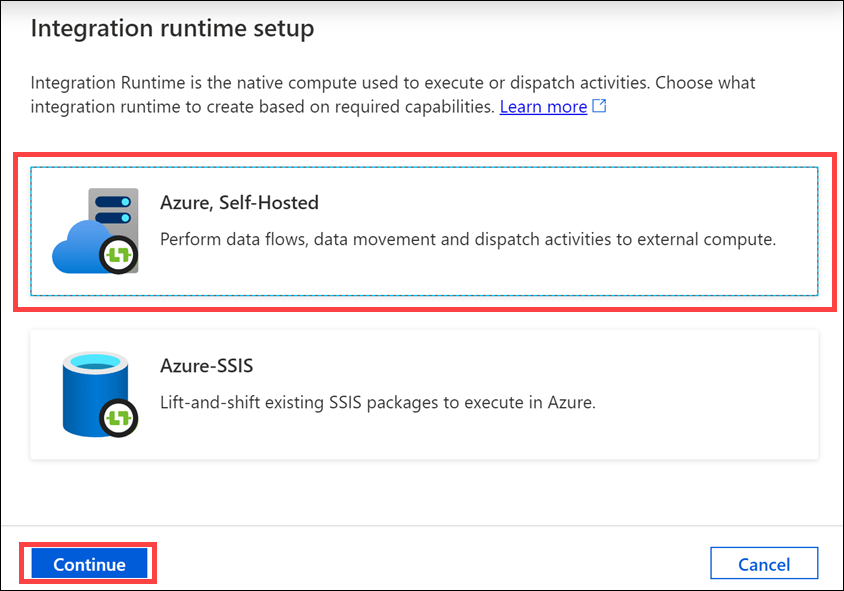 Integration runtime setup
Integration Runtime is the native compute used to execute or dispatch activities. Choose what
integration runtime to create based on required capabilities. Learn more
Azure, Self-Hosted
Perform data flows, data movement and dispatch activities to external compute.
Azure-SSIS
Lift-and-shift existing SSIS packages to execute in Azure.
Continue
Cancel